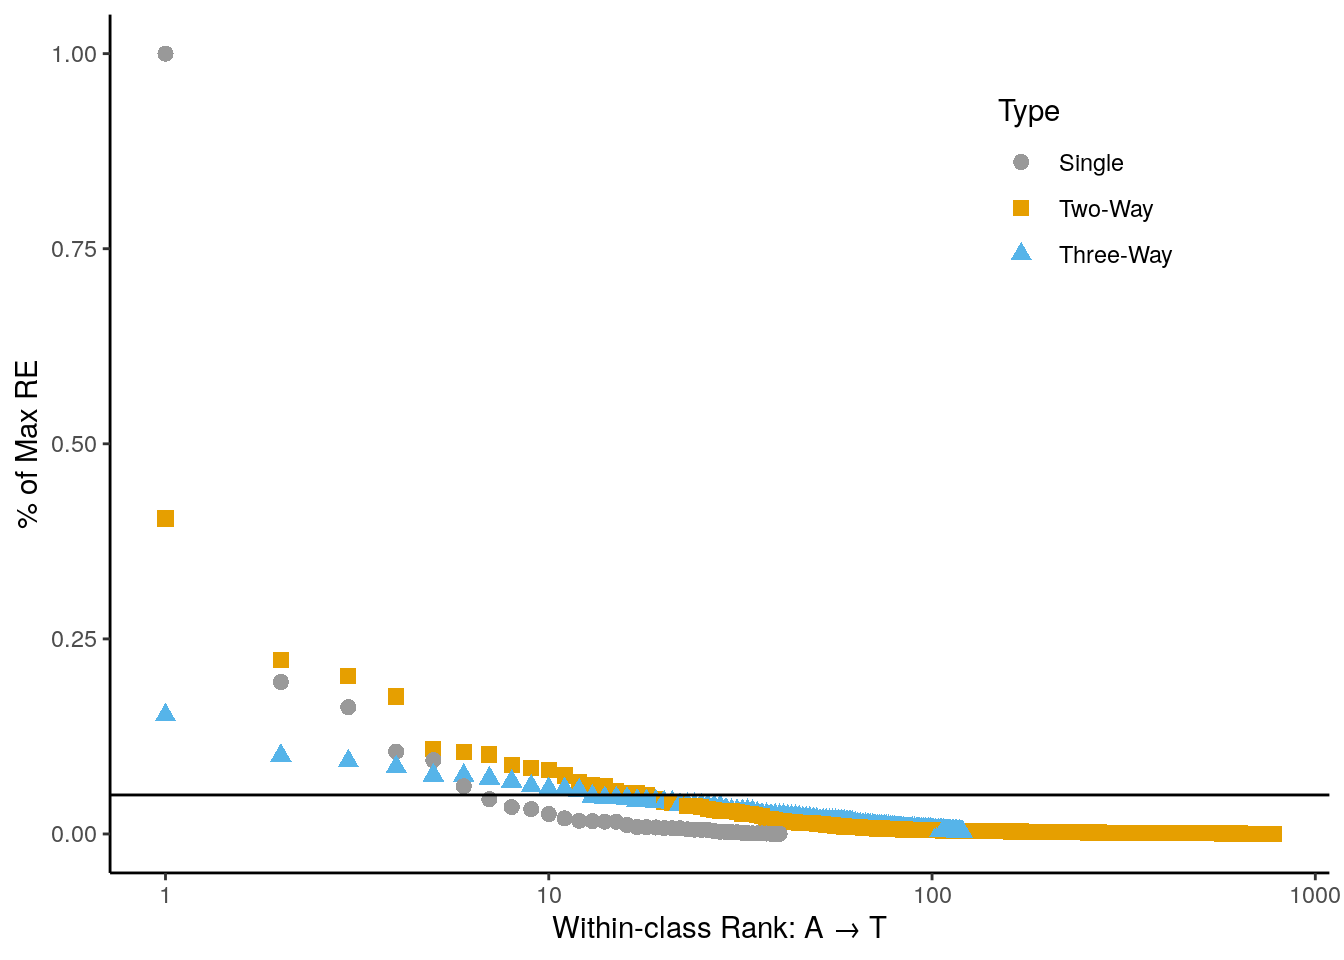 1.00
0.75
0.50
0.25
0.00
% of Max RE
Type
Single
Two-Way
Three-Way
1
10
100
1000
Within-class Rank: A → T